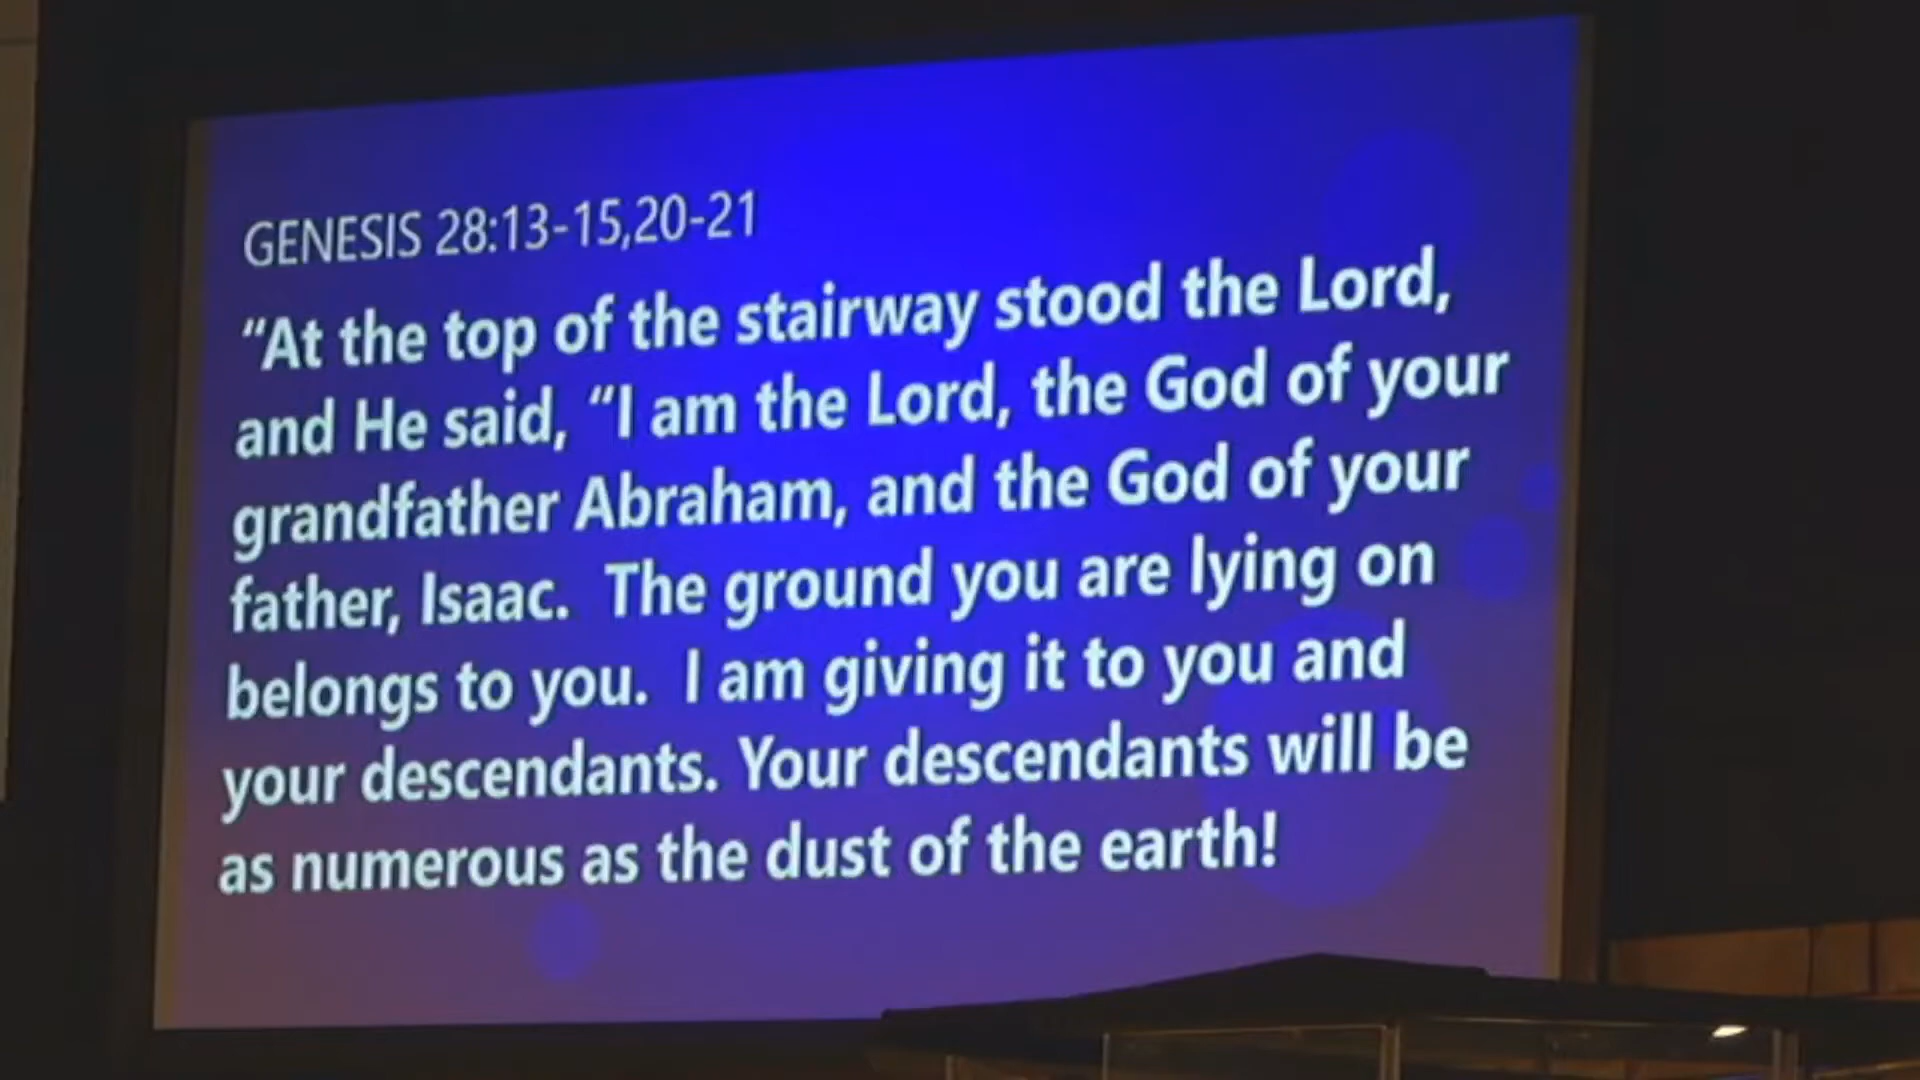 GENESIS 28:13-15,20-21
“At the top of the stairway stood the Lord,
and He said, “I am the Lord, the God of your
grandfather Abraham, and the God of your
father, Isaac.  The ground you are lying on
belongs to you.  I am giving it to you and
your descendants. Your descendants will be
as numerous as the dust of the earth!